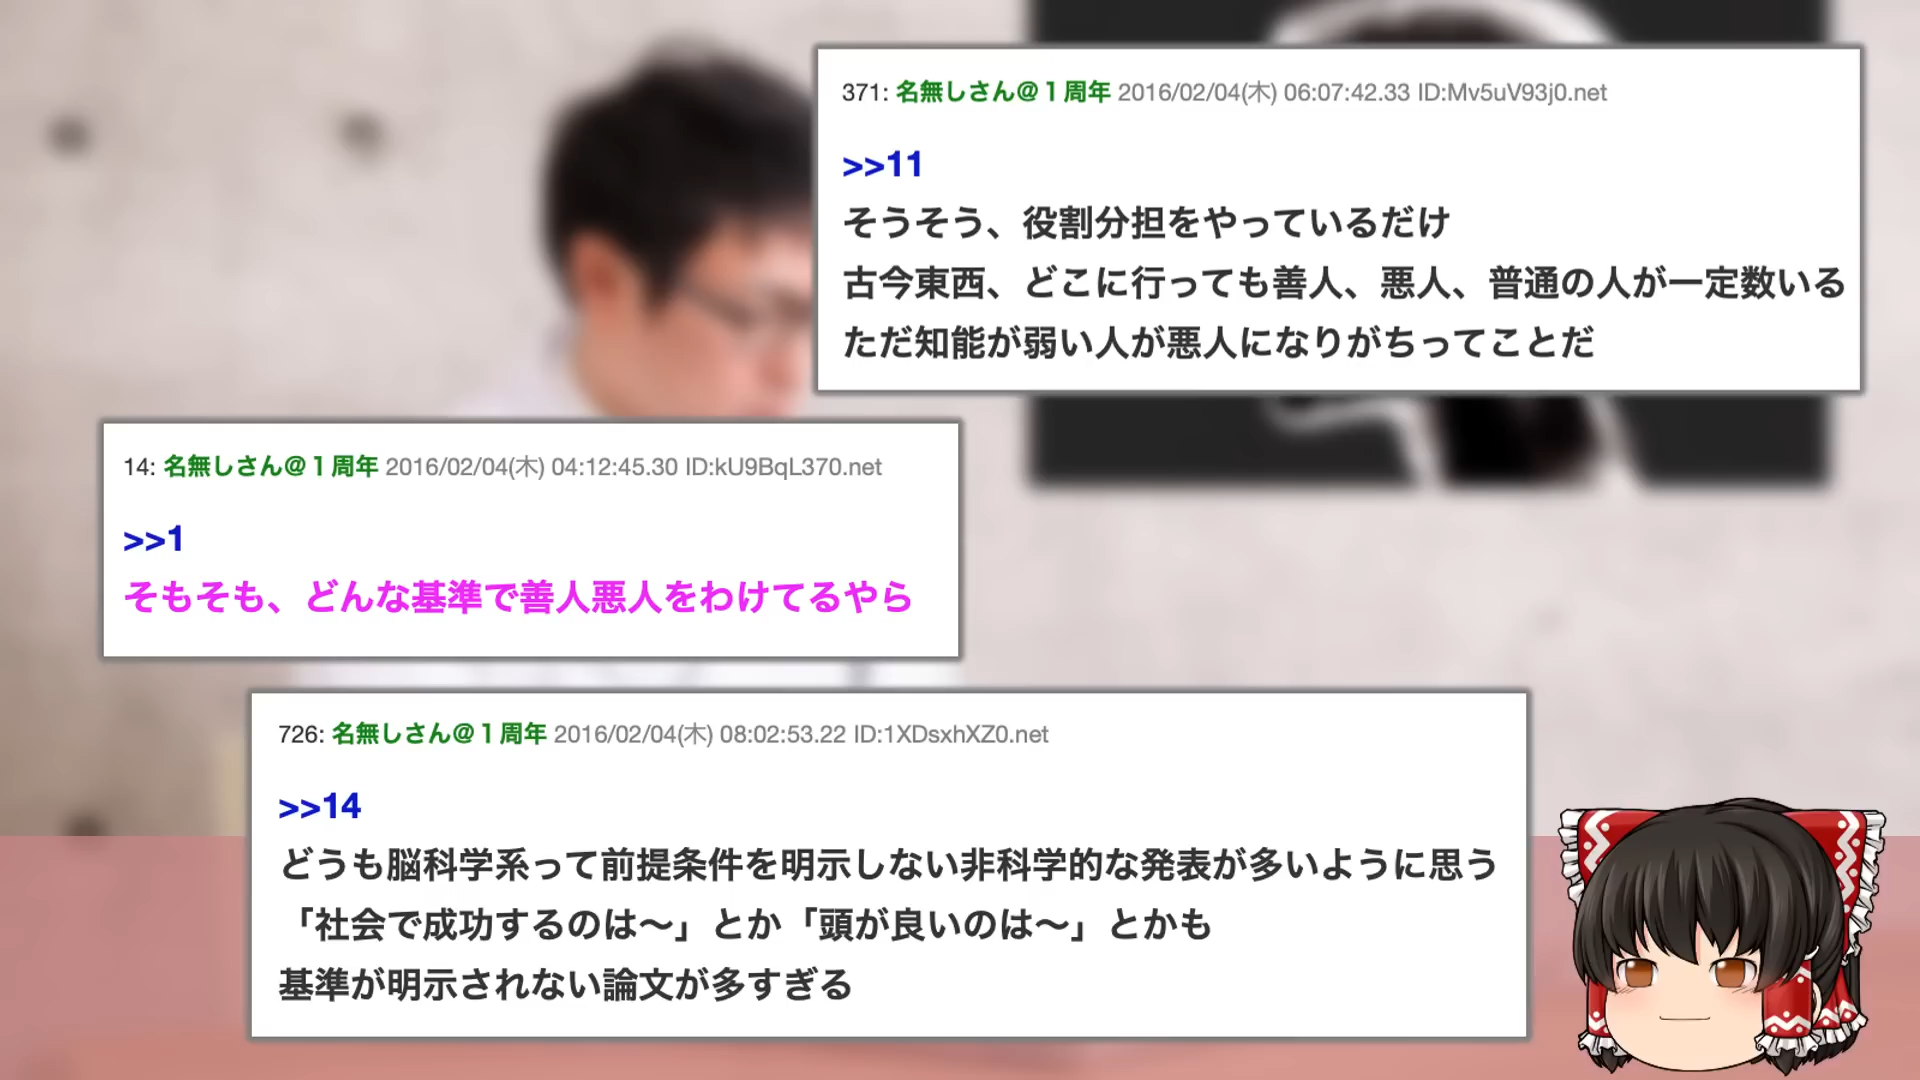 371: 名無しさん@１周年 2016/02/04(木) 06:07:42.33 ID:Mv5uV93j0.net
>>11
そうそう、役割分担をやっているだけ
古今東西、どこに行っても善人、悪人、普通の人が一定数いる
ただ知能が弱い人が悪人になりがちってことだ
14: 名無しさん@１周年 2016/02/04(木) 04:12:45.30 ID:kU9BqL370.net
>>1
そもそも、どんな基準で善人悪人をわけてるやら
726: 名無しさん@１周年 2016/02/04(木) 08:02:53.22 ID:1XDsxhXZ0.net
>>14
どうも脳科学系って前提条件を明示しない非科学的な発表が多いように思う
「社会で成功するのは～」とか「頭が良いのは～」とかも
基準が明示されない論文が多すぎる